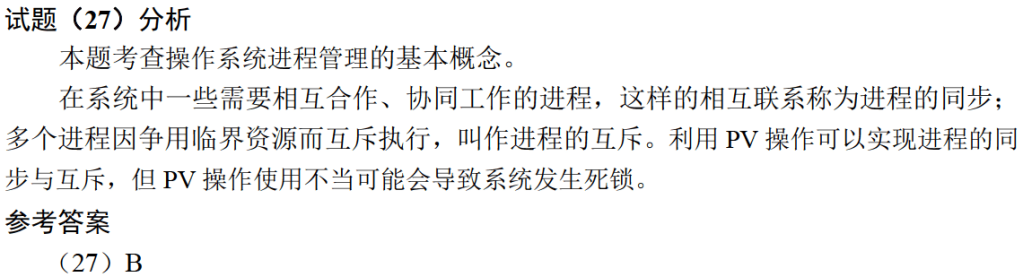 试题（27）分析
本题考查操作系统进程管理的基本概念。
在系统中一些需要相互合作、协同工作的进程，这样的相互联系称为进程的同步；
多个进程因争用临界资源而互斥执行，叫作进程的互斥。利用 PV 操作可以实现进程的同
步与互斥，但 PV 操作使用不当可能会导致系统发生死锁。
参考答案
（27）B